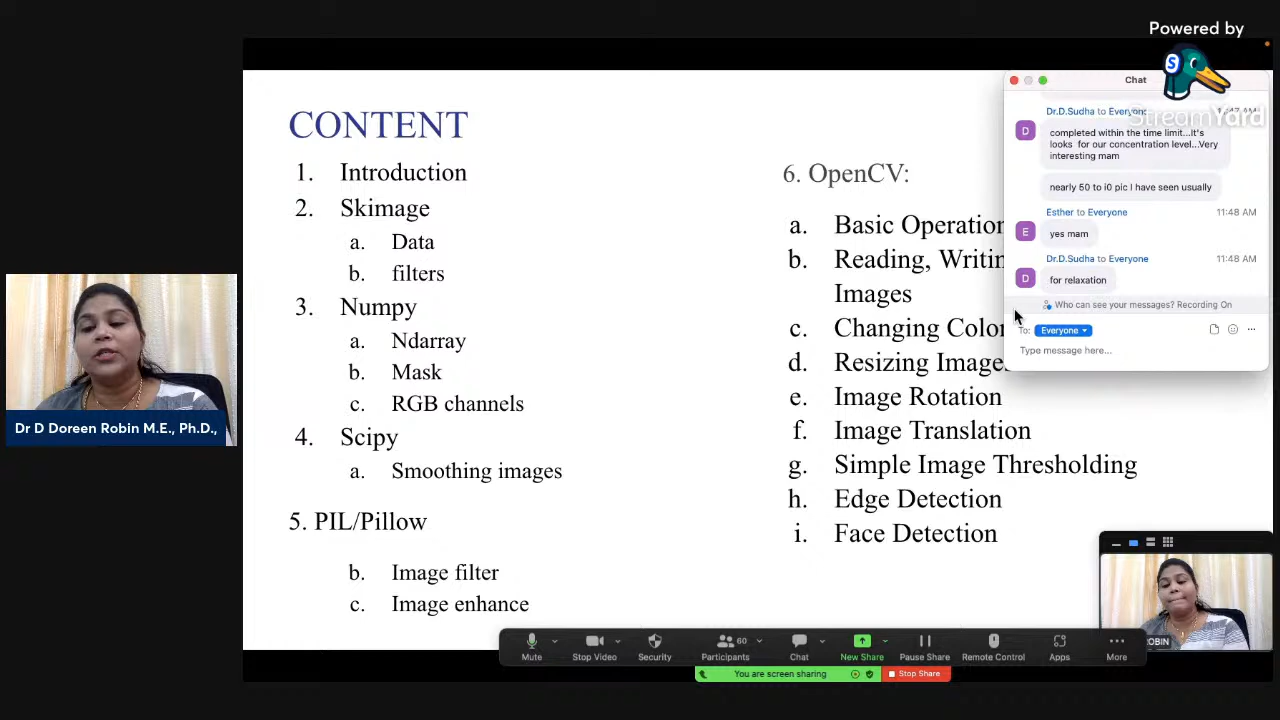 Powered by
StreamYard
CONTENT
1. Introduction
2. Skimage
a. Data
b. filters
3. Numpy
a. Ndarray
b. Mask
c. RGB channels
4. Scipy
a. Smoothing images
5. PIL/Pillow
b. Image filter
c. Image enhance
6. OpenCV:
a. Basic Operation
b. Reading, Writin
Images
c. Changing Color
d. Resizing Images
e. Image Rotation
f. Image Translation
g. Simple Image Thresholding
h. Edge Detection
i. Face Detection
Chat
Dr.D.Sudha to Everyone
D
completed within the time limit...It's
looks for our concentration level...Very
interesting mam
nearly 50 to i0 pic I have seen usually
Esther to Everyone 11:48 AM
E yes mam
Dr.D.Sudha to Everyone 11:48 AM
D for relaxation
Who can see your messages? Recording On
To: Everyone
Type message here...
Dr D Doreen Robin M.E., Ph.D.,
ROBIN
60
Mute Stop Video Security Participants Chat New Share Pause Share Remote Control Apps More
You are screen sharing Stop Share